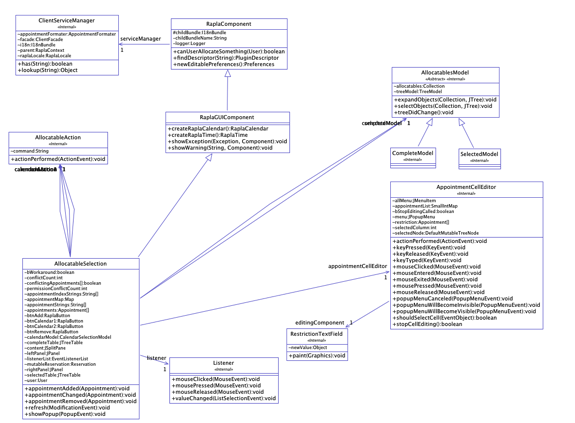 ClientServiceManager
«Internal»
-appointmentFormater:AppointmentFormater
-facade:ClientFacade
-i18n:I18nBundle
-parent:RaplaContext
-raplaLocale:RaplaLocale
+has(String):boolean
+lookup(String):Object
serviceManager
1
RaplaComponent
«Internal»
#childBundle:I18nBundle
-childBundleName:String
-logger:Logger
+canUserAllocateSomething(User):boolean
+findDescriptor(String):PluginDescriptor
+newEditablePreferences():Preferences
RaplaGUIComponent
+createRaplaCalendar():RaplaCalendar
+createRaplaTime():RaplaTime
+showException(Exception, Component):void
+showWarning(String, Component):void
AllocatablesModel
«Abstract» «Internal»
-allocatables:Collection
-treeModel:TreeModel
+expandObjects(Collection, JTree):void
+selectObjects(Collection, JTree):void
+treeDidChange():void
completeModel
1
CompleteModel
«Internal»
SelectedModel
«Internal»
AllocatableAction
«Internal»
-command:String
+actionPerformed(ActionEvent):void
1
AppointmentCellEditor
«Internal»
-allMenu:JMenuItem
-appointmentList:SmallIntMap
-bStopEditingCalled:boolean
-menu:JPopupMenu
-restriction:Appointment[]
-selectedColumn:int
-selectedNode:DefaultMutableTreeNode
+actionPerformed(ActionEvent):void
+keyPressed(KeyEvent):void
+keyReleased(KeyEvent):void
+keyTyped(KeyEvent):void
+mouseClicked(MouseEvent):void
+mouseEntered(MouseEvent):void
+mouseExited(MouseEvent):void
+mousePressed(MouseEvent):void
+mouseReleased(MouseEvent):void
+popupMenuCanceled(PopupMenuEvent):void
+popupMenuWillBecomeInvisible(PopupMenuEvent):void
+popupMenuWillBecomeVisible(PopupMenuEvent):void
+shouldSelectCell(EventObject):boolean
+stopCellEditing():boolean
appointmentCellEditor
1
AllocatableSelection
-bWorkaround:boolean
-conflictCount:int
-conflictingAppointments:[]boolean
-permissionConflictCount:int
-appointmentIndexStrings:String[]
-appointmentMap:Map
-appointmentStrings:String[]
-appointments:Appointment[]
-btnAdd:RaplaButton
-btnCalendar1:RaplaButton
-btnCalendar2:RaplaButton
-btnRemove:RaplaButton
-calendarModel:CalendarSelectionModel
-completeTable:JTreeTable
-content:JSplitPane
-leftPanel:JPanel
-listenerList:EventListenerList
-mutableReservation:Reservation
-rightPanel:JPanel
-selectedTable:JTreeTable
-user:User
+appointmentAdded(Appointment):void
+appointmentChanged(Appointment):void
+appointmentRemoved(Appointment):void
+refresh(ModificationEvent):void
+showPopup(PopupEvent):void
editingComponent
1
RestrictionTextField
«Internal»
-newValue:Object
+paint(Graphics):void
listener
1
Listener
«Internal»
+mouseClicked(MouseEvent):void
+mousePressed(MouseEvent):void
+mouseReleased(MouseEvent):void
+valueChanged(ListSelectionEvent):void